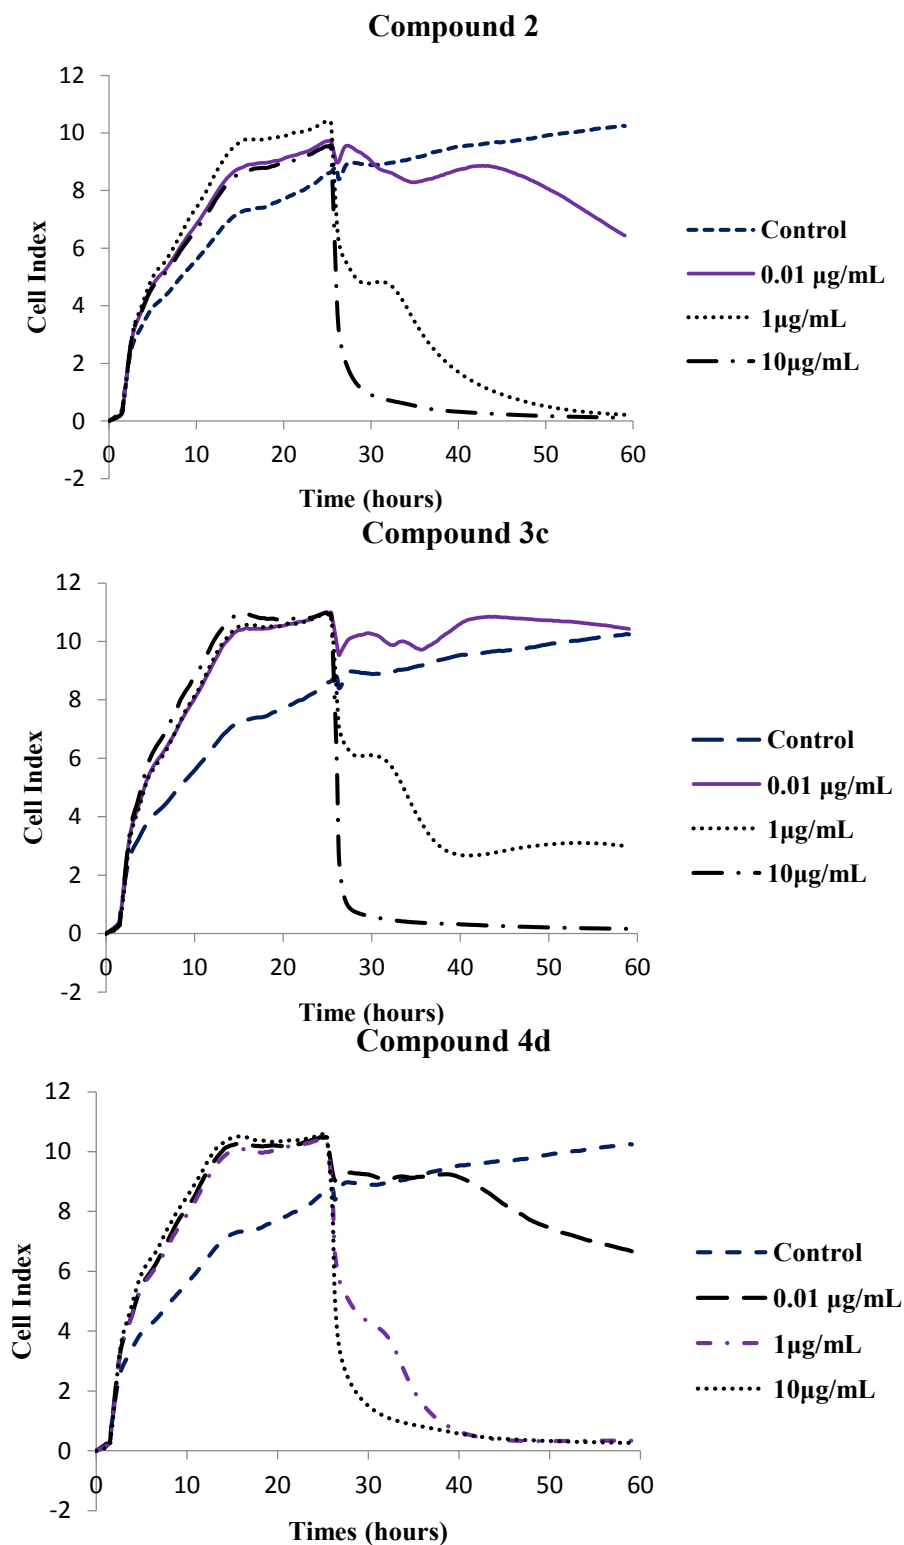 Compound 2
12
10
8
6
4
2
0
-2
Cell Index
0 10 20 30 40 50 60
Time (hours)
Control
0.01 µg/mL
1µg/mL
10µg/mL
Compound 3c
12
10
8
6
4
2
0
-2
Cell Index
0 10 20 30 40 50 60
Time (hours)
Control
0.01 µg/mL
1µg/mL
10µg/mL
Compound 4d
12
10
8
6
4
2
0
-2
Cell Index
0 10 20 30 40 50 60
Times (hours)
Control
0.01 µg/mL
1µg/mL
10µg/mL